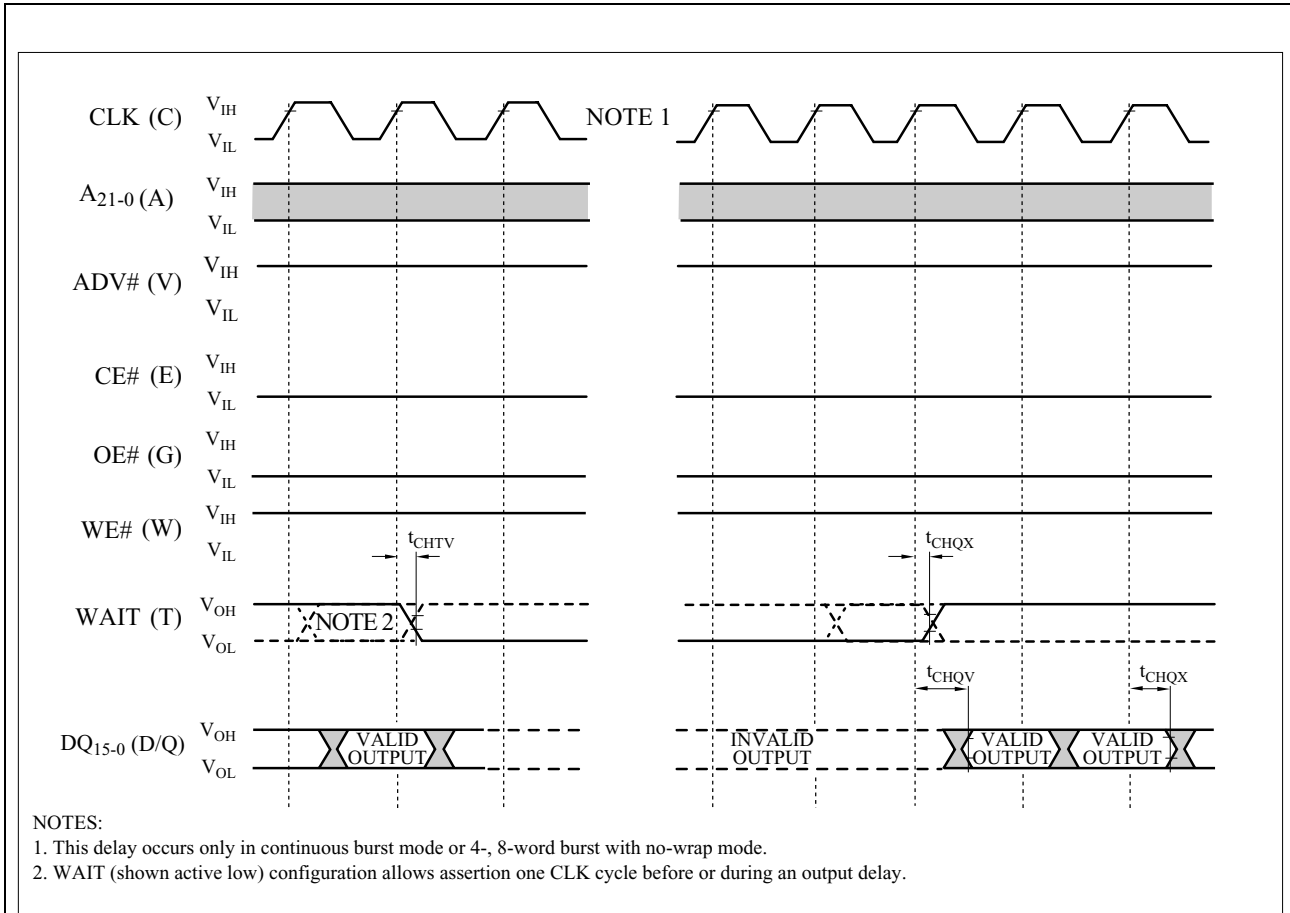 CLK (C) V_IH V_IL NOTE 1
A_21-0 (A) V_IH V_IL
ADV# (V) V_IH V_IL
CE# (E) V_IH V_IL
OE# (G) V_IH V_IL
WE# (W) V_IH V_IL t_CHTV t_CHQX
WAIT (T) V_OH V_OL NOTE 2
t_CHQV t_CHQX
DQ_15-0 (D/Q) V_OH V_OL VALID OUTPUT INVALID OUTPUT VALID OUTPUT VALID OUTPUT
NOTES:
1. This delay occurs only in continuous burst mode or 4-, 8-word burst with no-wrap mode.
2. WAIT (shown active low) configuration allows assertion one CLK cycle before or during an output delay.